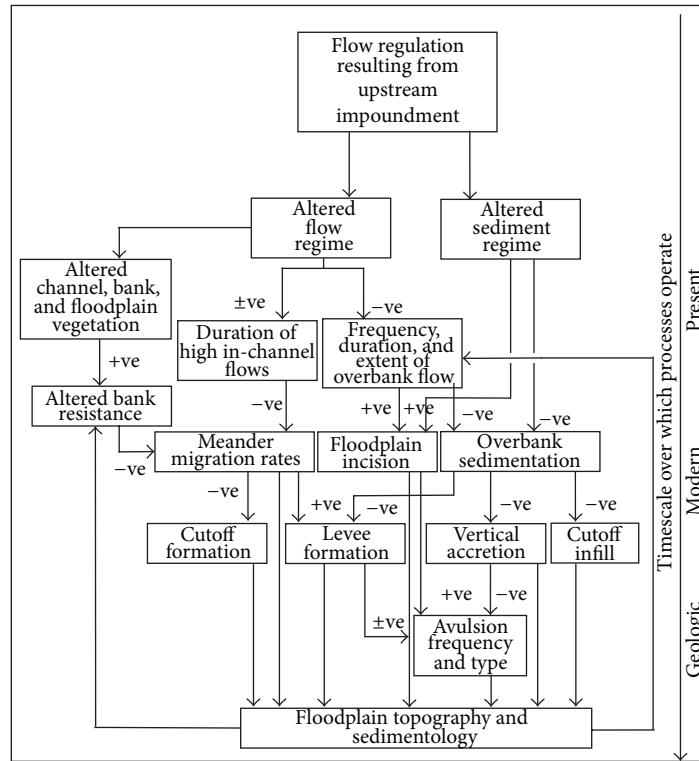 Flow regulation
resulting from
upstream
impoundment
Altered
flow
regime
Altered
sediment
regime
Altered
channel, bank,
and floodplain
vegetation
±ve
−ve
Duration of
high in-channel
flows
Frequency,
duration, and
extent of
overbank flow
+ve
Altered bank
resistance
−ve
+ve
+ve
−ve
−ve
−ve
Meander
migration rates
Floodplain
incision
Overbank
sedimentation
−ve
+ve
−ve
−ve
−ve
Cutoff
formation
Levee
formation
Vertical
accretion
Cutoff
infill
±ve
+ve
−ve
Avulsion
frequency
and type
Floodplain topography and
sedimentology
Timescale over which processes operate
Present
Modern
Geologic